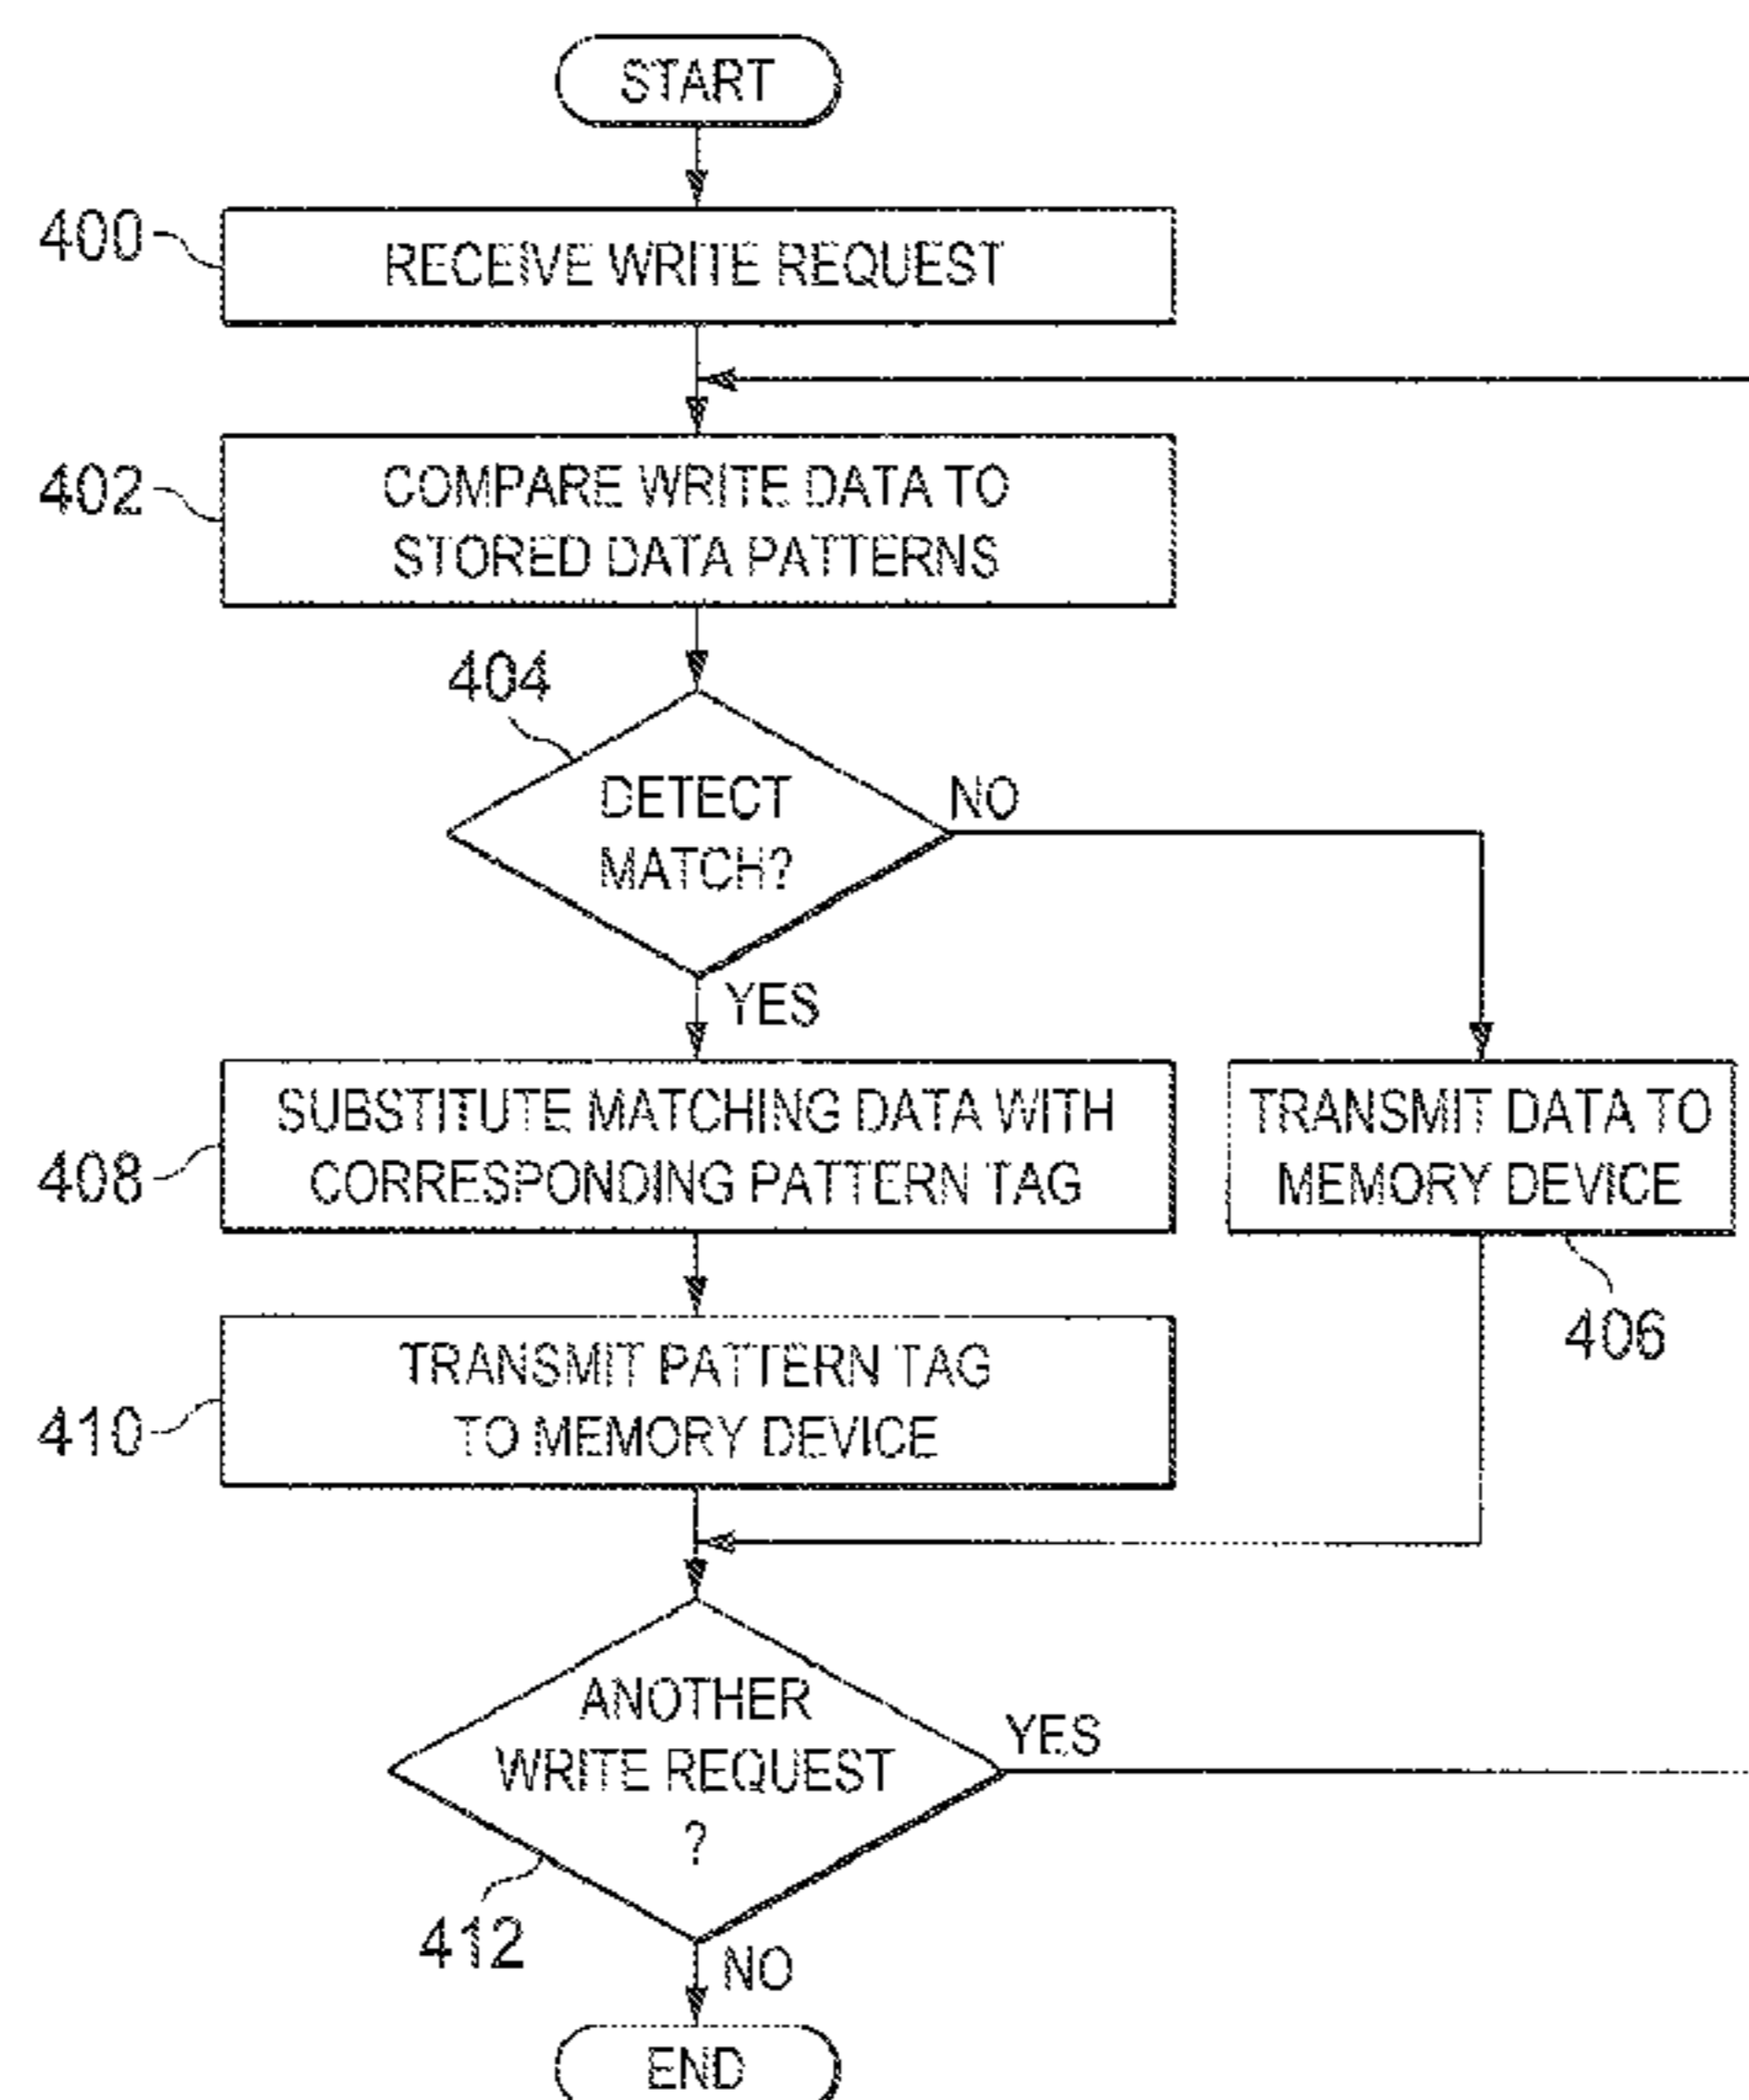 START
400
RECEIVE WRITE REQUEST
402
COMPARE WRITE DATA TO
STORED DATA PATTERNS
404
DETECT
MATCH?
NO
YES
408
SUBSTITUTE MATCHING DATA WITH
CORRESPONDING PATTERN TAG
TRANSMIT DATA TO
MEMORY DEVICE
406
410
TRANSMIT PATTERN TAG
TO MEMORY DEVICE
ANOTHER
WRITE REQUEST
?
YES
412
NO
END